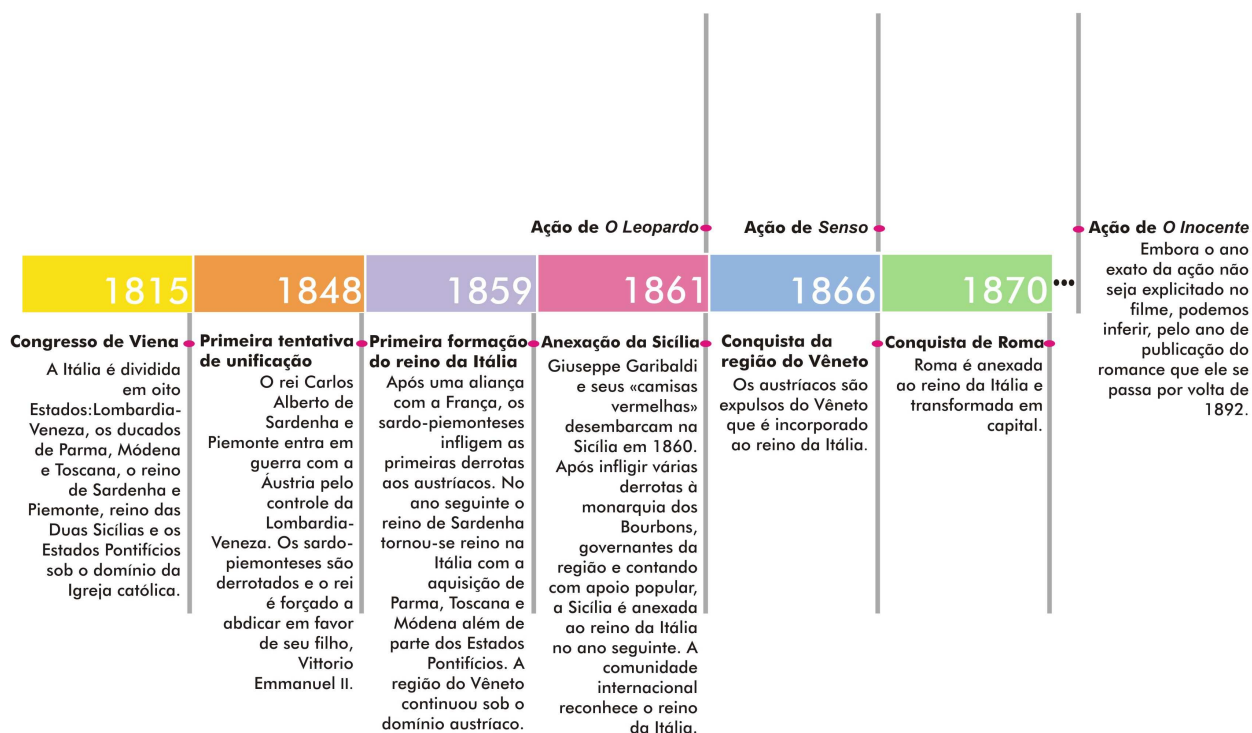 Ação de O Leopardo
Ação de Senso
Ação de O Inocente
Embora o ano
exato da ação não
seja explicitado no
filme, podemos
inferir, pelo ano de
publicação do
romance que ele se
passa por volta de
1892.
1815
1848
1859
1861
1866
1870
...
Congresso de Viena
A Itália é dividida
em oito
Estados:Lombardia-
Veneza, os ducados
de Parma, Módena
e Toscana, o reino
de Sardenha e
Piemonte, reino das
Duas Sicílias e os
Estados Pontifícios
sob o domínio da
Igreja católica.
Primeira tentativa
de unificação
O rei Carlos
Alberto de
Sardenha e
Piemonte entra em
guerra com a
Áustria pelo
controle da
Lombardia-
Veneza. Os sardo-
piemonteses são
derrotados e o rei
é forçado a
abdicar em favor
de seu filho,
Vittorio
Emmanuel II.
Primeira formação
do reino da Itália
Após uma aliança
com a França, os
sardo-piemonteses
infligem as
primeiras derrotas
aos austríacos. No
ano seguinte o
reino de Sardenha
tornou-se reino na
Itália com a
aquisição de
Parma, Toscana e
Módena além de
parte dos Estados
Pontifícios. A
região do Vêneto
continuou sob o
domínio austríaco.
Anexação da Sicília
Giuseppe Garibaldi
e seus «camisas
vermelhas»
desembarcam na
Sicília em 1860.
Após infligir várias
derrotas à
monarquia dos
Bourbons,
governantes da
região e contando
com apoio popular,
a Sicília é anexada
ao reino da Itália
no ano seguinte. A
comunidade
internacional
reconhece o reino
da Itália.
Conquista da
região do Vêneto
Os austríacos são
expulsos do Vêneto
que é incorporado
ao reino da Itália.
Conquista de Roma
Roma é anexada
ao reino da Itália e
transformada em
capital.